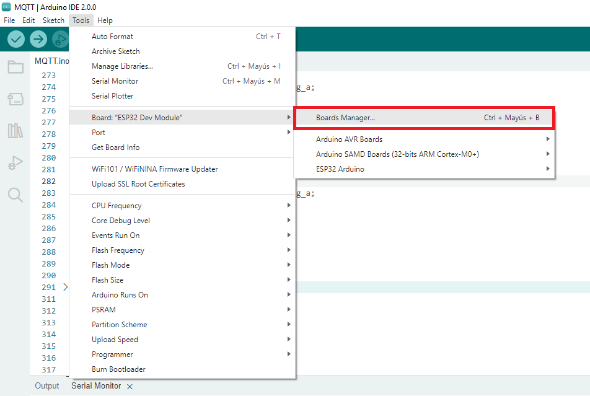 MQTT | Arduino IDE 2.0.0
File Edit Sketch Tools Help
MQTT.ino
Auto Format Ctrl + T
Archive Sketch
Manage Libraries... Ctrl + Mayús + I
Serial Monitor Ctrl + Mayús + M
Serial Plotter
Board: "ESP32 Dev Module"
Port
Get Board Info
WiFi101 / WiFiNINA Firmware Updater
Upload SSL Root Certificates
CPU Frequency
Core Debug Level
Events Run On
Flash Frequency
Flash Mode
Flash Size
Arduino Runs On
PSRAM
Partition Scheme
Upload Speed
Programmer
Burn Bootloader
Boards Manager... Ctrl + Mayús + B
Arduino AVR Boards
Arduino SAMD Boards (32-bits ARM Cortex-M0+)
ESP32 Arduino
273
274 g_a;
275
276
277
278
279
280
281
282
283 g_a;
284
285
286
287
288
289
290
291
311
312
313
314
315
316
317
Output Serial Monitor